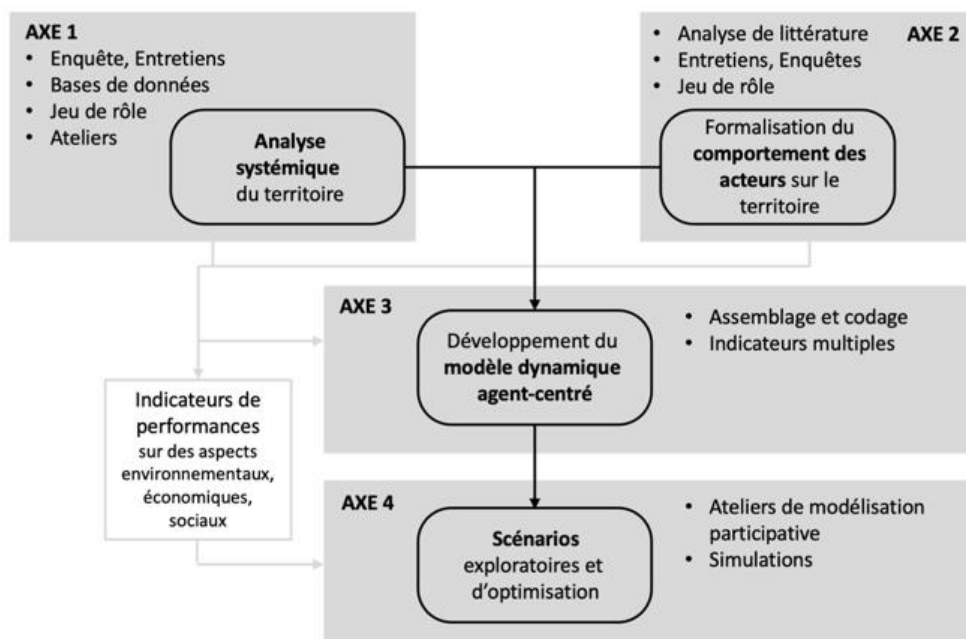 AXE 1
• Enquête, Entretiens
• Bases de données
• Jeu de rôle
• Ateliers
Analyse
systémique
du territoire
• Analyse de littérature
• Entretiens, Enquêtes
• Jeu de rôle
AXE 2
Formalisation du
comportement des
acteurs sur le
territoire
AXE 3
Développement du
modèle dynamique
agent-centré
• Assemblage et codage
• Indicateurs multiples
Indicateurs de
performances
sur des aspects
environnementaux,
économiques,
sociaux
AXE 4
Scénarios
exploratoires et
d'optimisation
• Ateliers de modélisation
participative
• Simulations